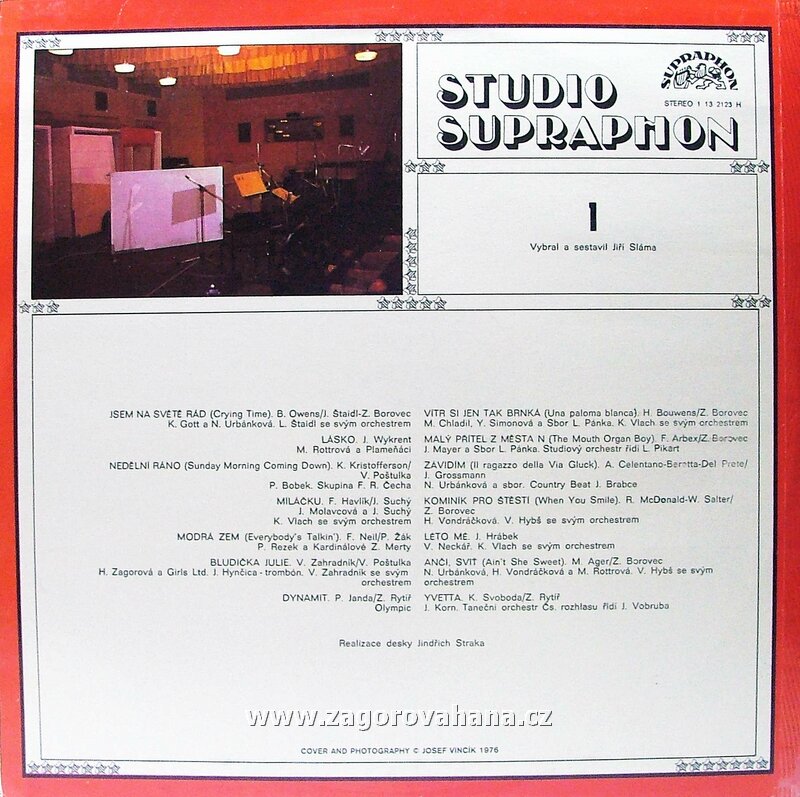 STUDIO
SUPRAPHON
SUPRAPHON
STEREO 1 13 2123 H
1
Vybral a sestavil Jiří Sláma
JSEM NA SVĚTĚ RÁD (Crying Time). B. Owens/J. Štaidl-Z. Borovec
K. Gott a N. Urbánková. L. Štaidl se svým orchestrem
LÁSKO. J. Wykrent
M. Rottrová a Plameňáci
NEDĚLNÍ RÁNO (Sunday Morning Coming Down). K. Kristofferson/
V. Poštulka
P. Bobek. Skupina F. R. Čecha
MILÁČKU. F. Havlík/J. Suchý
J. Molavcová a J. Suchý
K. Vlach se svým orchestrem
MODRÁ ZEM (Everybody's Talkin'). F. Neil/P. Žák
P. Rezek a Kardinálové Z. Merty
BLUDIČKA JULIE. V. Zahradník/V. Poštulka
H. Zagorová a Girls Ltd. J. Hynčica - trombón. V. Zahradník se svým
orchestrem
DYNAMIT. P. Janda/Z. Rytíř
Olympic
VÍTR SI JEN TAK BRNKÁ (Una paloma blanca). H. Bouwens/Z. Borovec
M. Chladil, Y. Simonová a Sbor L. Pánka. K. Vlach se svým orchestrem
MALÝ PŘÍTEL Z MĚSTA N (The Mouth Organ Boy). F. Arbex/Z. Borovec
J. Mayer a Sbor L. Pánka. Studiový orchestr řídí L. Pikart
ZÁVIDÍM (Il ragazzo della Via Gluck). A. Celentano-Beretta-Del Prete/
J. Grossmann
N. Urbánková a sbor. Country Beat J. Brabce
KOMINÍK PRO ŠTĚSTÍ (When You Smile). R. McDonald-W. Salter/
Z. Borovec
H. Vondráčková. V. Hybš se svým orchestrem
LÉTO MÉ. J. Hrábek
V. Neckář. K. Vlach se svým orchestrem
ANČI, SVIŤ (Ain't She Sweet). M. Ager/Z. Borovec
N. Urbánková, H. Vondráčková a M. Rottrová. V. Hybš se svým
orchestrem
YVETTA. K. Svoboda/Z. Rytíř
J. Korn. Taneční orchestr Čs. rozhlasu řídí J. Vobruba
Realizace desky Jindřich Straka
www.zagorovahana.cz
COVER AND PHOTOGRAPHY © JOSEF VINCÍK 1976